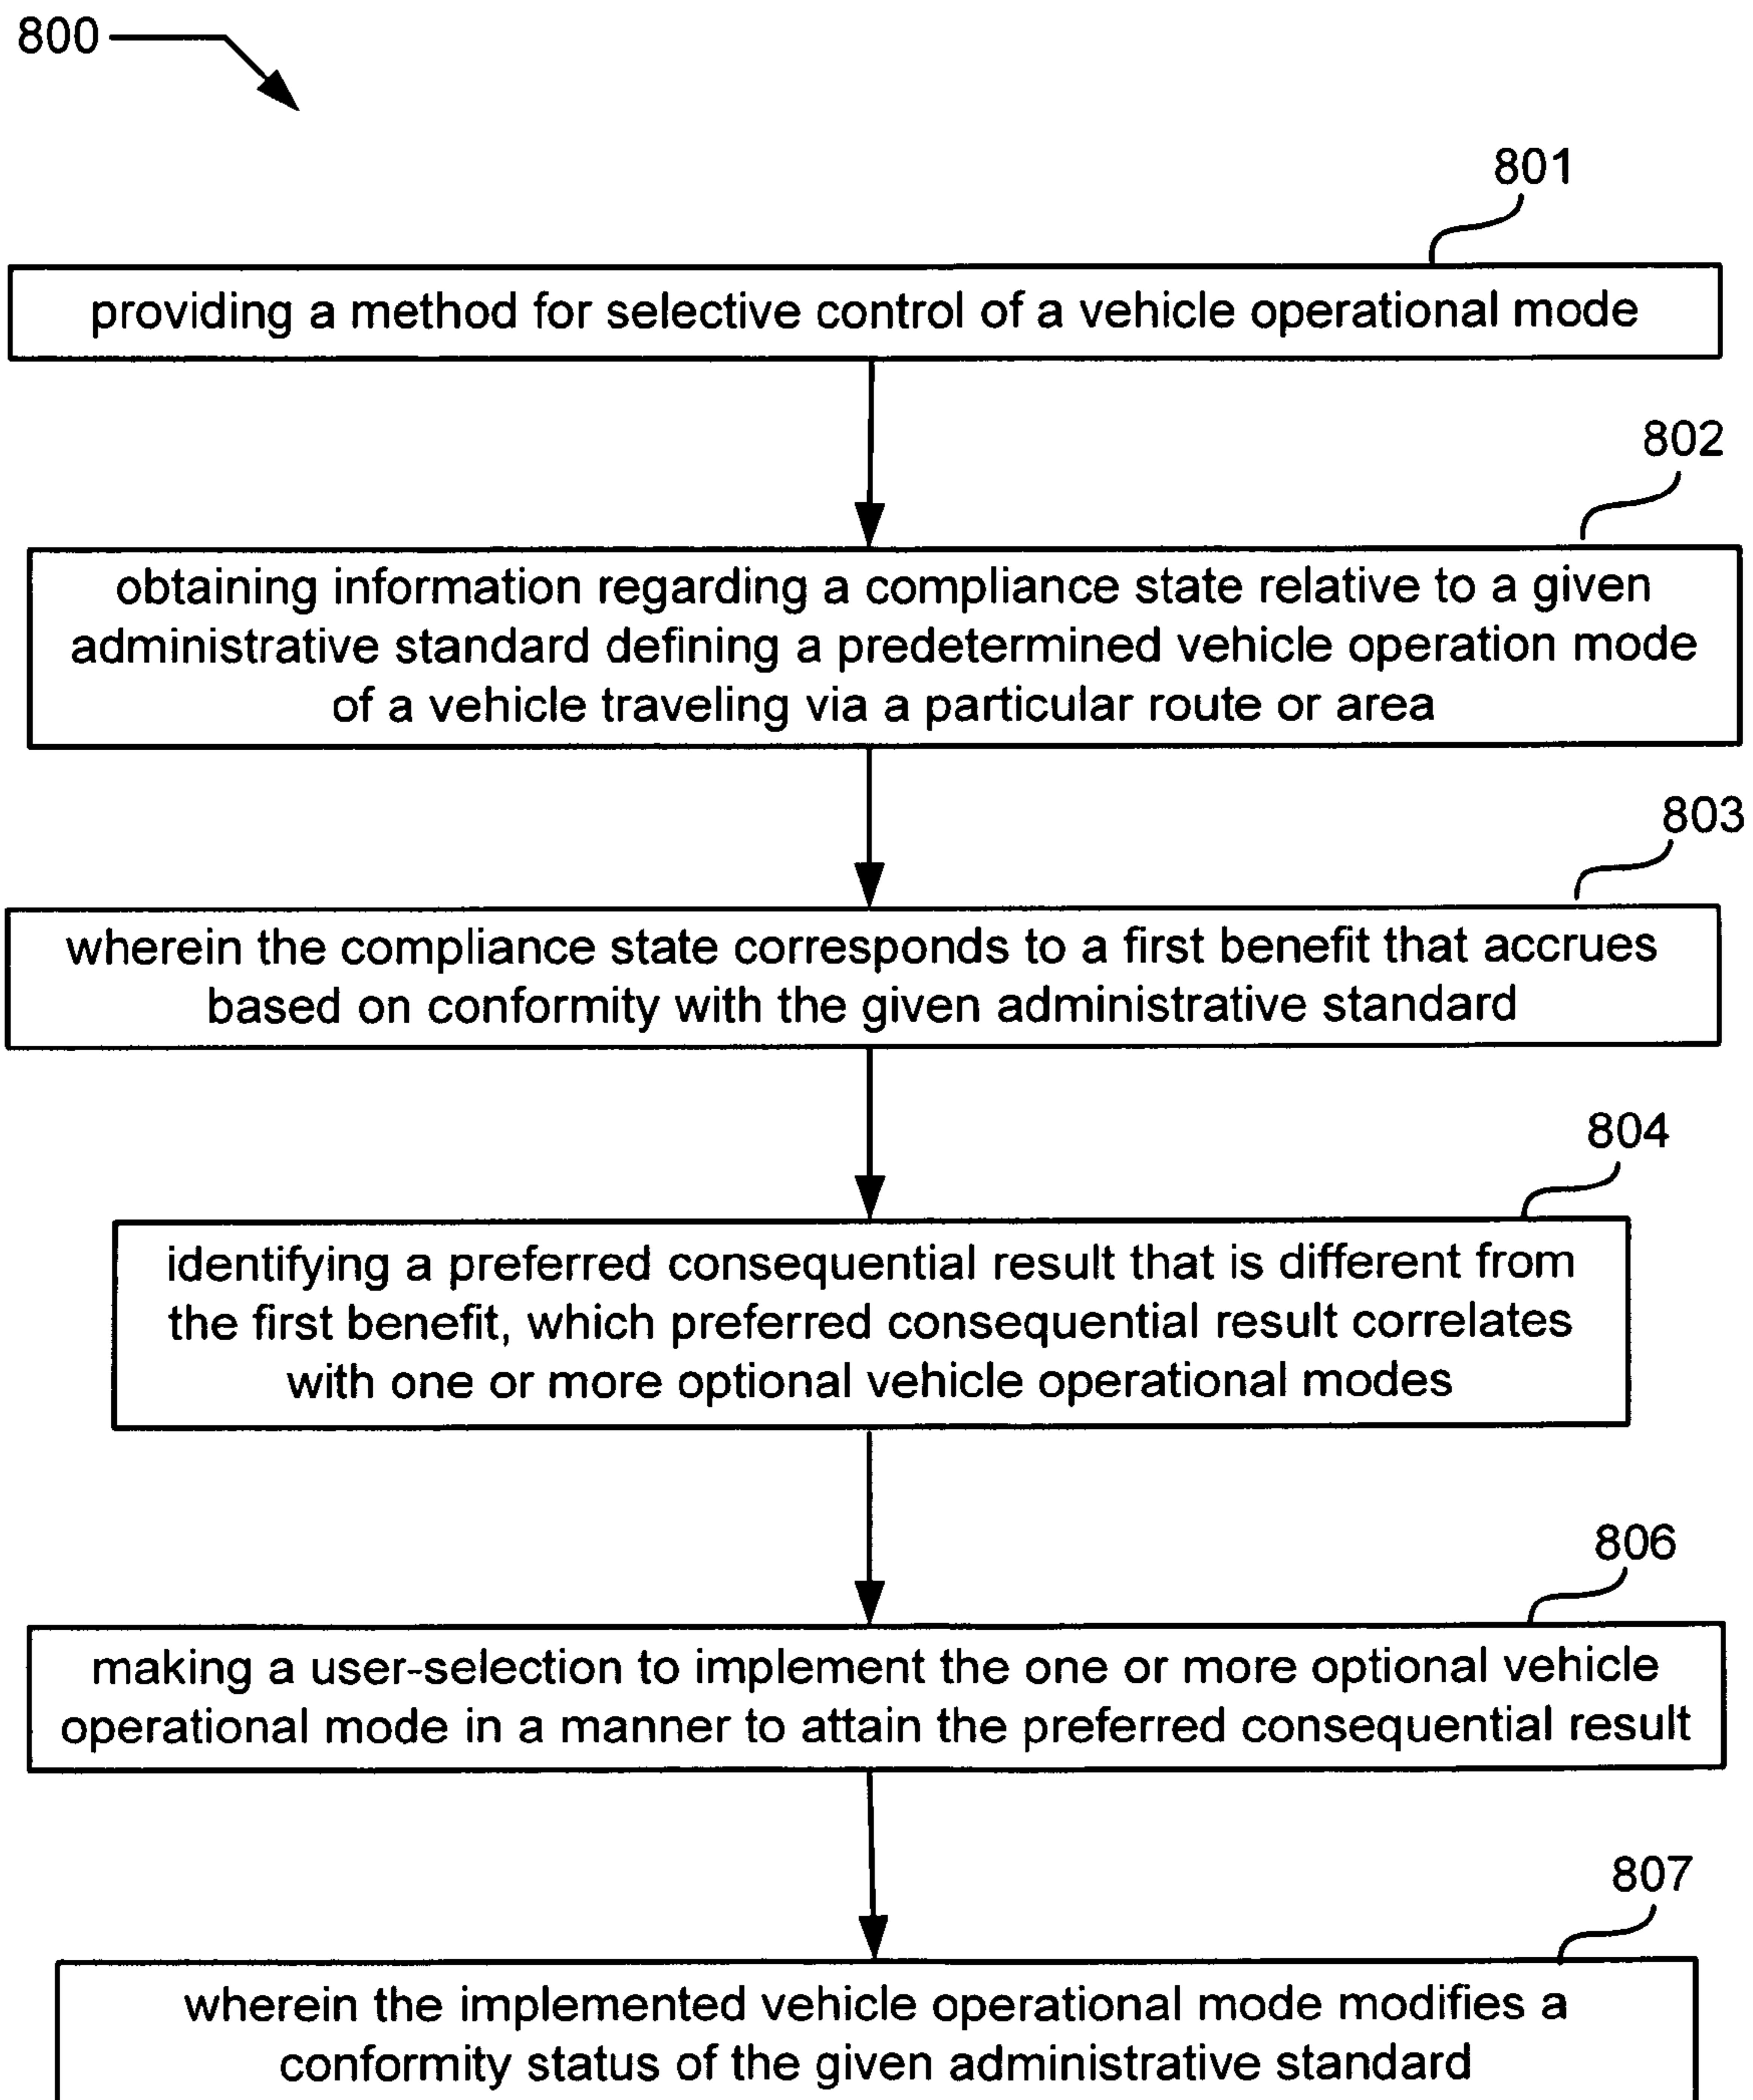 800
801
providing a method for selective control of a vehicle operational mode
802
obtaining information regarding a compliance state relative to a given
administrative standard defining a predetermined vehicle operation mode
of a vehicle traveling via a particular route or area
803
wherein the compliance state corresponds to a first benefit that accrues
based on conformity with the given administrative standard
804
identifying a preferred consequential result that is different from
the first benefit, which preferred consequential result correlates
with one or more optional vehicle operational modes
806
making a user-selection to implement the one or more optional vehicle
operational mode in a manner to attain the preferred consequential result
807
wherein the implemented vehicle operational mode modifies a
conformity status of the given administrative standard